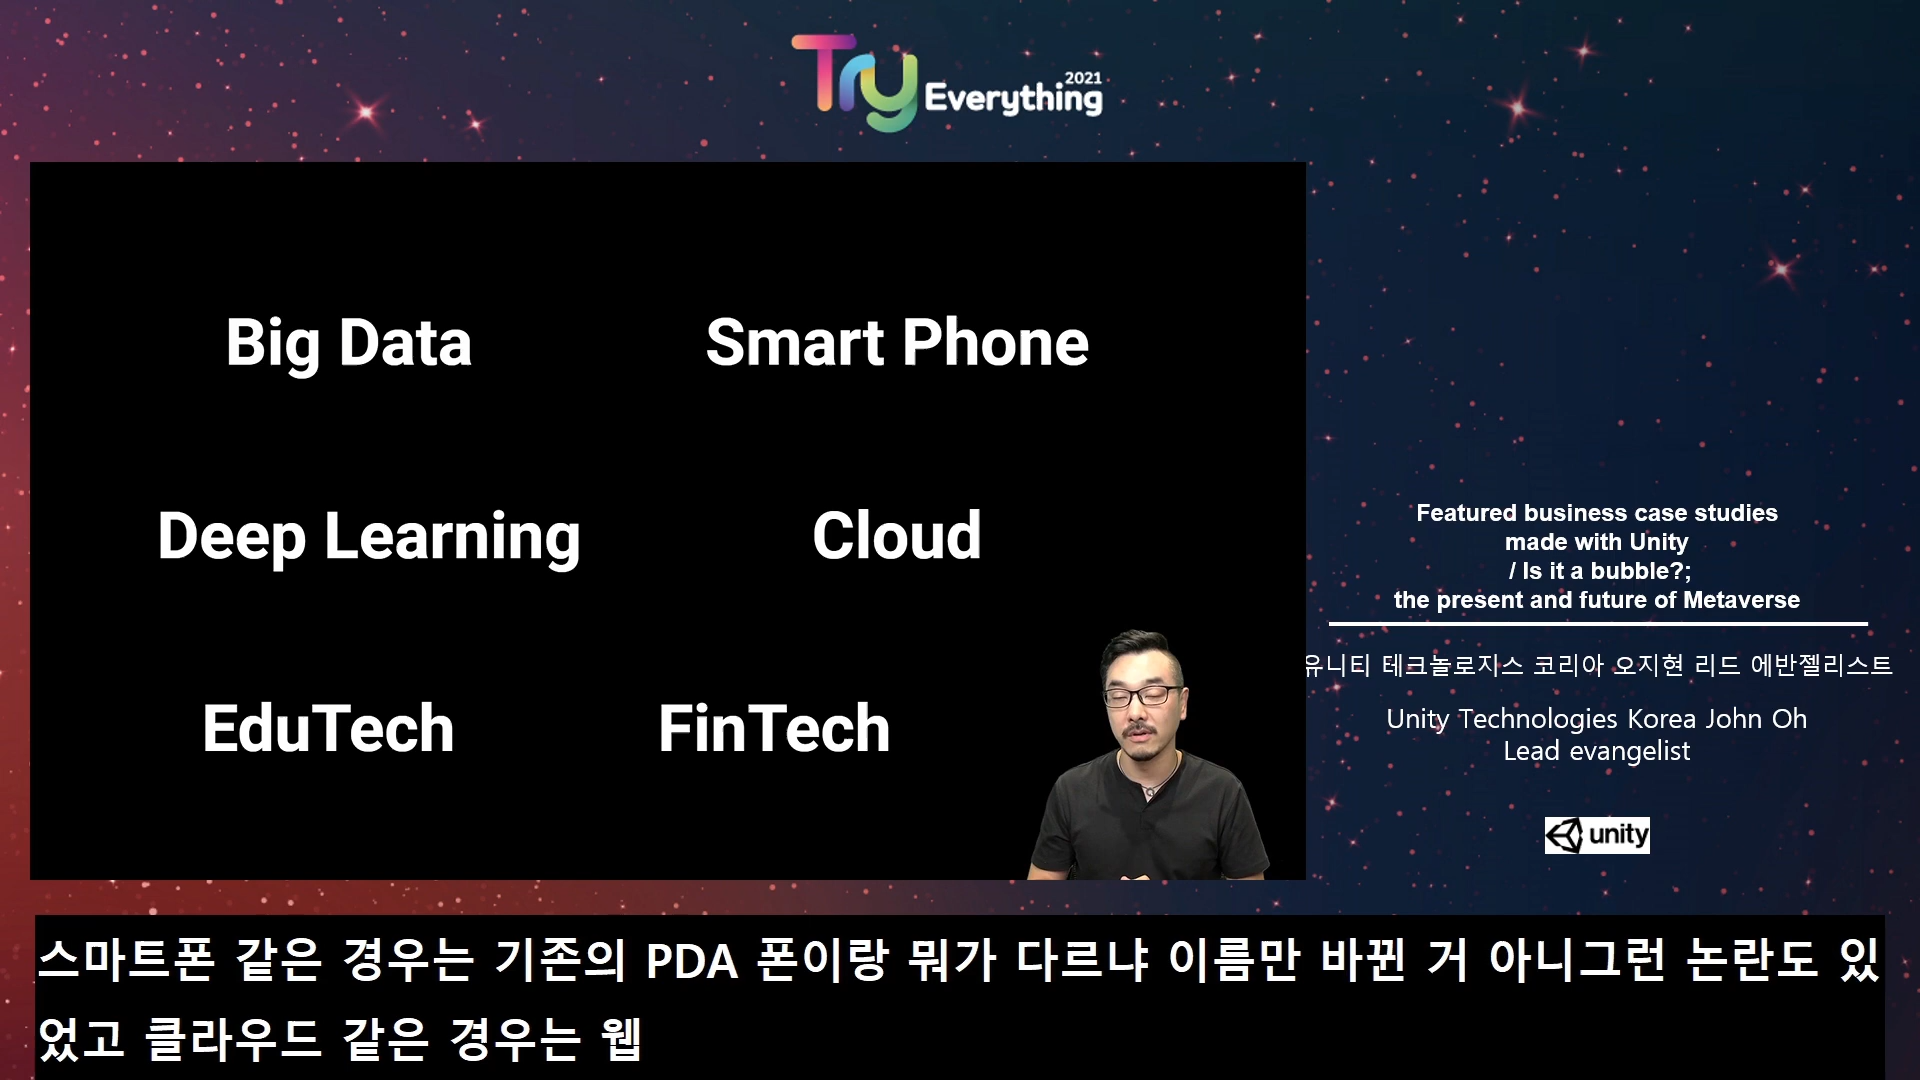 Try
2021
Everything
Big Data
Smart Phone
Deep Learning
Cloud
EduTech
FinTech
Featured business case studies
made with Unity
/ Is it a bubble?;
the present and future of Metaverse
유니티 테크놀로지스 코리아 오지현 리드 에반젤리스트
Unity Technologies Korea John Oh
Lead evangelist
unity
스마트폰 같은 경우는 기존의 PDA 폰이랑 뭐가 다르냐 이름만 바뀐 거 아니그런 논란도 있
었고 클라우드 같은 경우는 웹